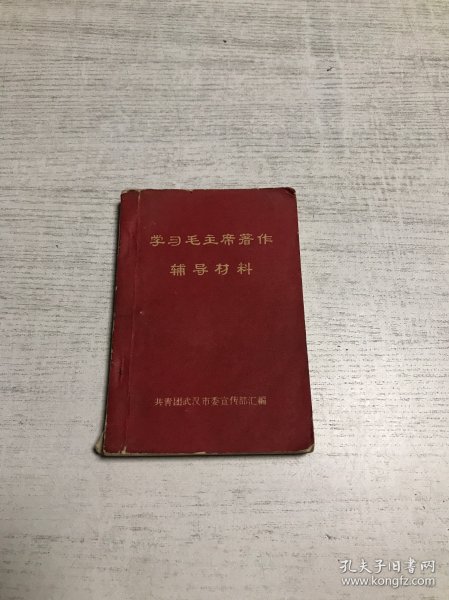 学习毛主席著作
辅导材料
共青团武汉市委宣传部汇编
孔夫子旧书网
www.kongfz.com